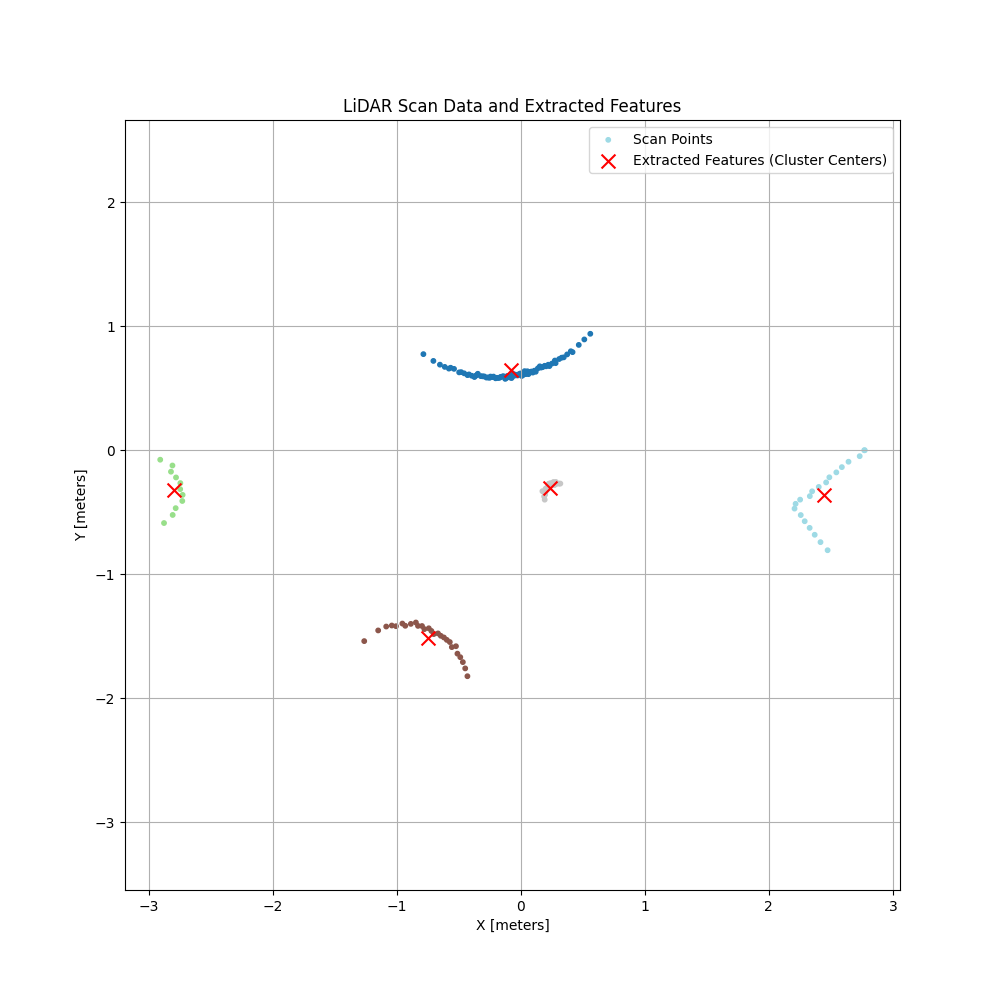 LiDAR Scan Data and Extracted Features
Scan Points
Extracted Features (Cluster Centers)
2
1
0
−1
−2
−3
Y [meters]
−3 −2 −1 0 1 2 3
X [meters]